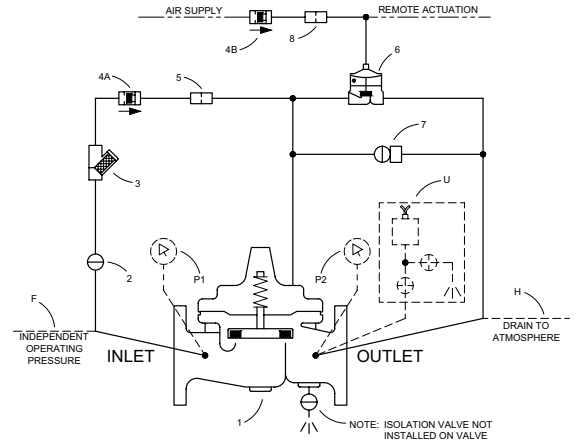 AIR SUPPLY
REMOTE ACTUATION
4B
8
6
4A
5
7
3
U
2
P1
P2
F
H
INDEPENDENT
OPERATING
PRESSURE
INLET
OUTLET
DRAIN TO
ATMOSPHERE
1
NOTE: ISOLATION VALVE NOT
INSTALLED ON VALVE